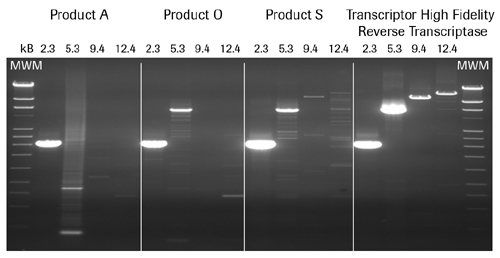 Product A Product O Product S Transcriptor High Fidelity
Reverse Transcriptase
kB 2.3 5.3 9.4 12.4 2.3 5.3 9.4 12.4 2.3 5.3 9.4 12.4 2.3 5.3 9.4 12.4
MWM MWM